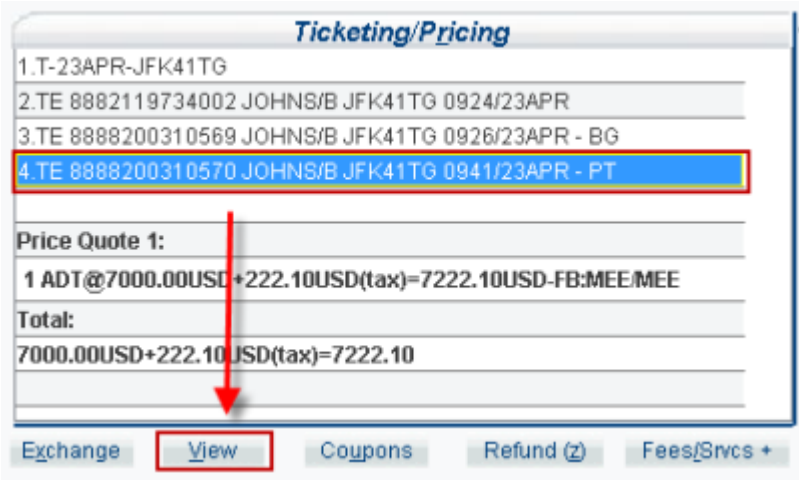 Ticketing/Pricing
1.T-23APR-JFK41TG
2.TE 8882119734002 JOHNS/B JFK41TG 0924/23APR
3.TE 8888200310569 JOHNS/B JFK41TG 0926/23APR - BG
4.TE 8888200310570 JOHNS/B JFK41TG 0941/23APR - PT
Price Quote 1:
1 ADT@7000.00USD+222.10USD(tax)=7222.10USD-FB:MEE/MEE
Total:
7000.00USD+222.10USD(tax)=7222.10
Exchange View Coupons Refund (z) Fees/Srvcs +